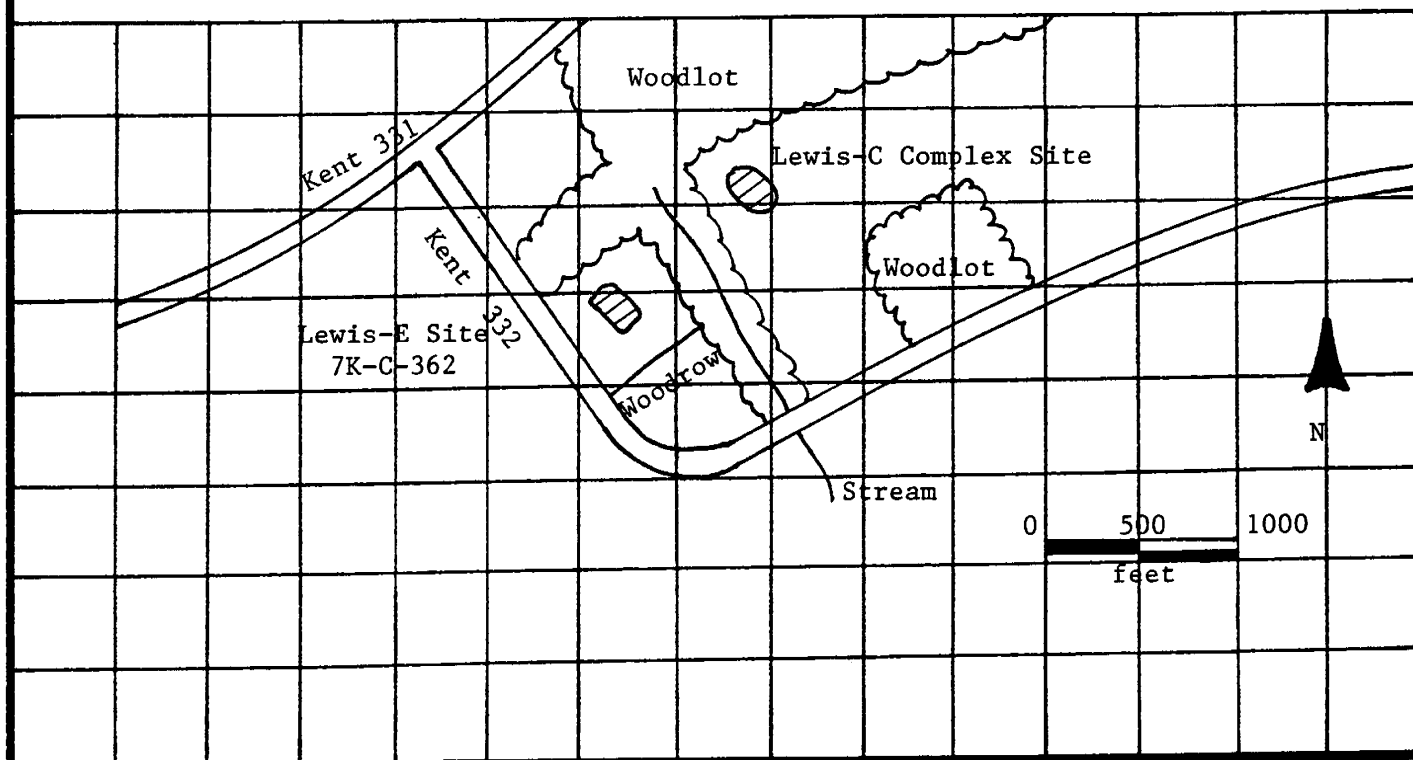 Woodlot
Kent 331
Lewis-C Complex Site
Kent 332
Woodlot
Lewis-E Site
7K-C-362
Woodrow
N
Stream
0 500 1000
feet